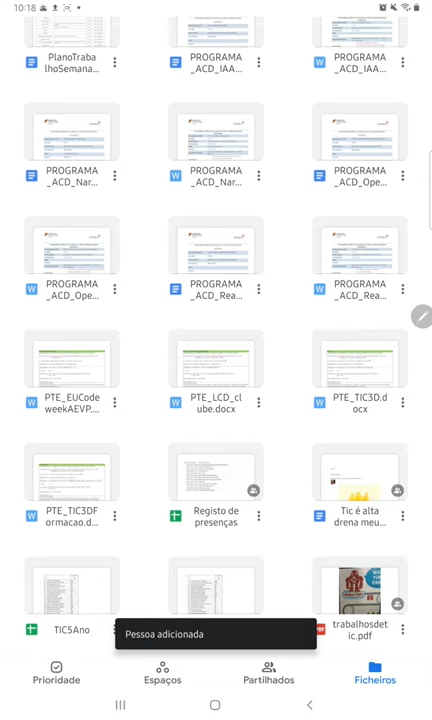 10:18
PlanoTraba
lhoSemana...
PROGRAMA
_ACD_IAA...
PROGRAMA
_ACD_IAA...
PROGRAMA
_ACD_Nar...
PROGRAMA
_ACD_Nar...
PROGRAMA
_ACD_Ope...
PROGRAMA
_ACD_Ope...
PROGRAMA
_ACD_Rea...
PROGRAMA
_ACD_Rea...
PTE_EUCode
weekAEVP....
PTE_LCD_cl
ube.docx
PTE_TIC3D.d
ocx
PTE_TIC3DF
ormacao.d...
Registo de
presenças
Tic é alta
drena meu...
TIC5Ano
trabalhosdet
ic.pdf
Pessoa adicionada
Prioridade
Espaços
Partilhados
Ficheiros